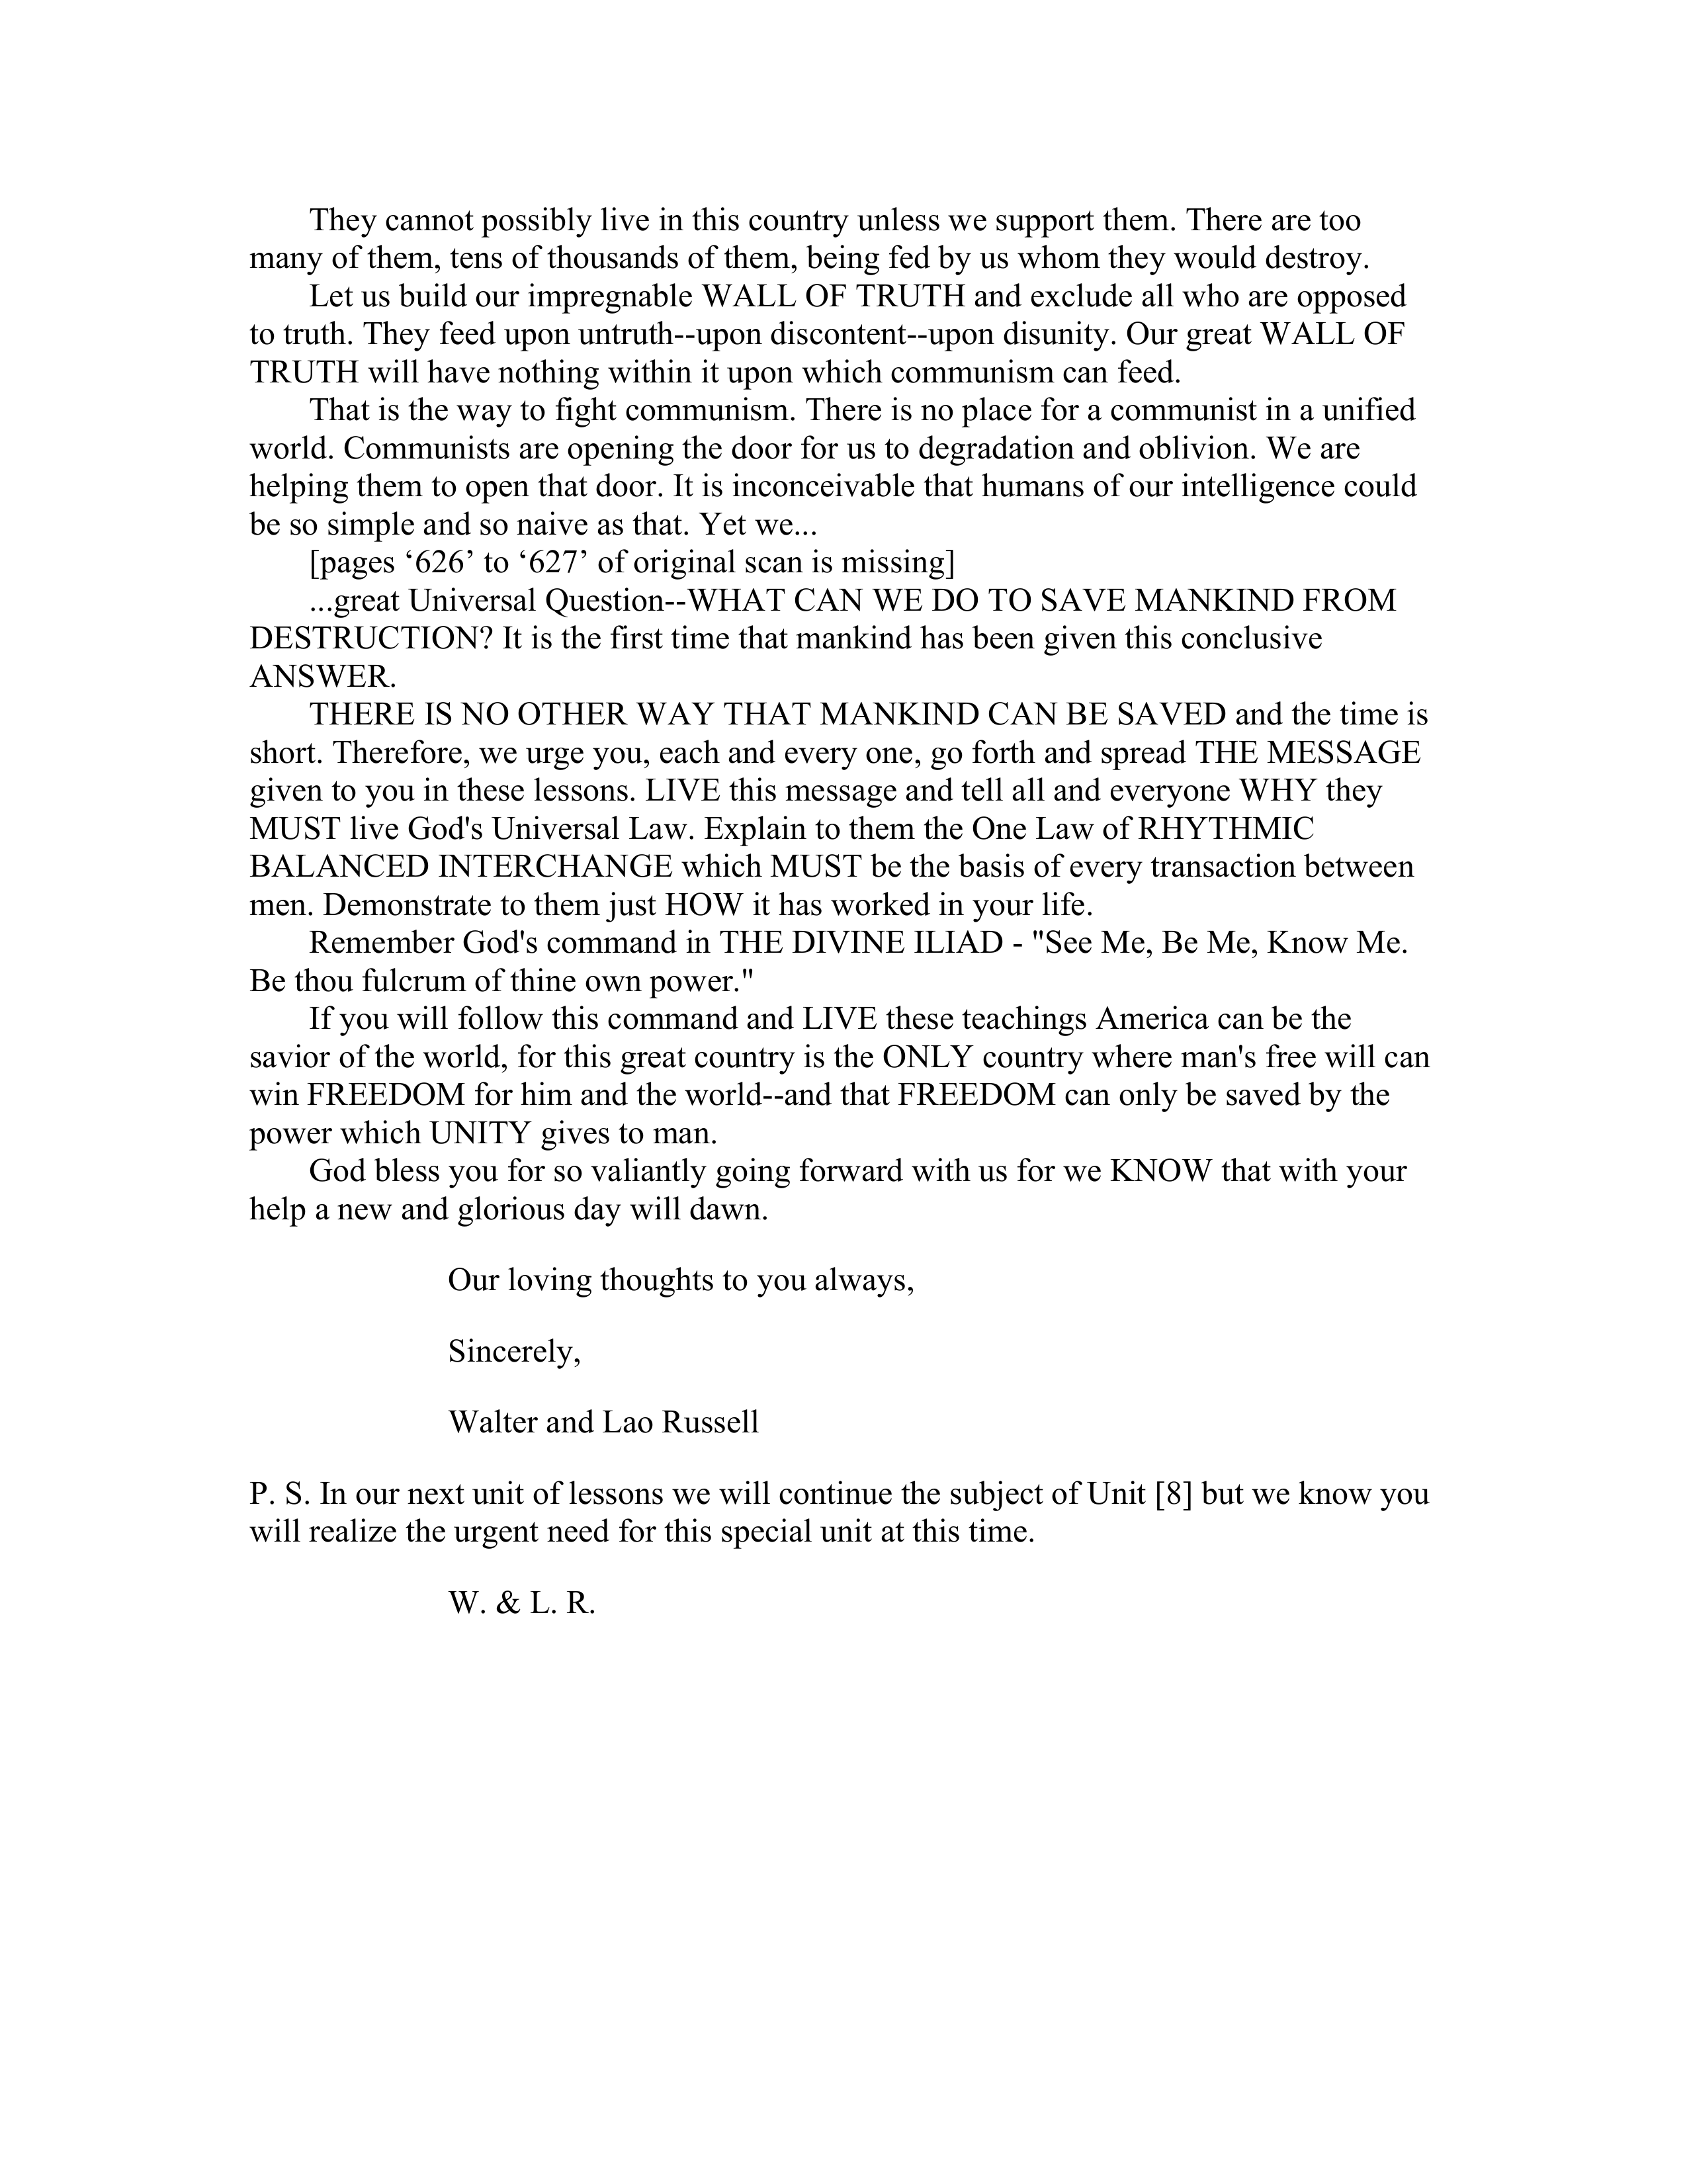 They cannot possibly live in this country unless we support them. There are too
many of them, tens of thousands of them, being fed by us whom they would destroy.
Let us build our impregnable WALL OF TRUTH and exclude all who are opposed
to truth. They feed upon untruth--upon discontent--upon disunity. Our great WALL OF
TRUTH will have nothing within it upon which communism can feed.
That is the way to fight communism. There is no place for a communist in a unified
world. Communists are opening the door for us to degradation and oblivion. We are
helping them to open that door. It is inconceivable that humans of our intelligence could
be so simple and so naive as that. Yet we...
[pages ‘626’ to ‘627’ of original scan is missing]
...great Universal Question--WHAT CAN WE DO TO SAVE MANKIND FROM
DESTRUCTION? It is the first time that mankind has been given this conclusive
ANSWER.
THERE IS NO OTHER WAY THAT MANKIND CAN BE SAVED and the time is
short. Therefore, we urge you, each and every one, go forth and spread THE MESSAGE
given to you in these lessons. LIVE this message and tell all and everyone WHY they
MUST live God's Universal Law. Explain to them the One Law of RHYTHMIC
BALANCED INTERCHANGE which MUST be the basis of every transaction between
men. Demonstrate to them just HOW it has worked in your life.
Remember God's command in THE DIVINE ILIAD - "See Me, Be Me, Know Me.
Be thou fulcrum of thine own power."
If you will follow this command and LIVE these teachings America can be the
savior of the world, for this great country is the ONLY country where man's free will can
win FREEDOM for him and the world--and that FREEDOM can only be saved by the
power which UNITY gives to man.
God bless you for so valiantly going forward with us for we KNOW that with your
help a new and glorious day will dawn.
Our loving thoughts to you always,
Sincerely,
Walter and Lao Russell
P. S. In our next unit of lessons we will continue the subject of Unit [8] but we know you
will realize the urgent need for this special unit at this time.
W. & L. R.